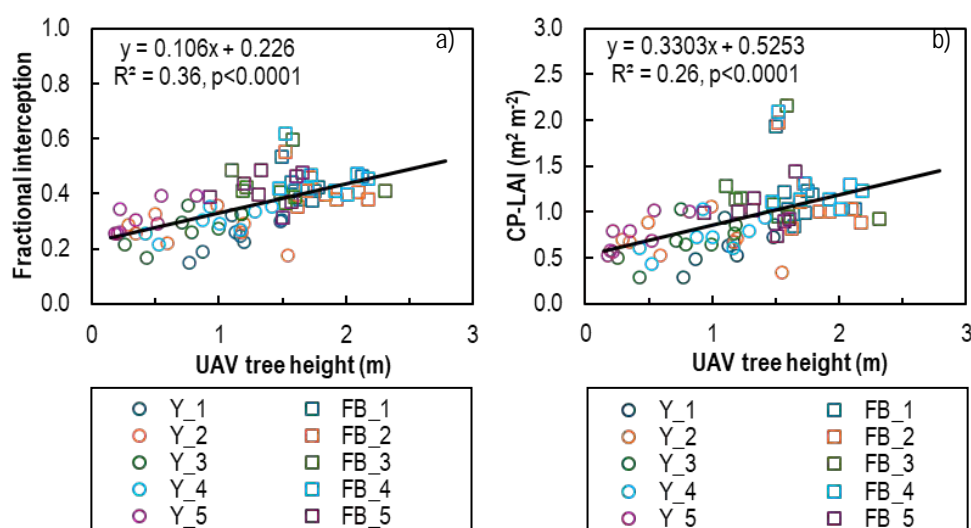 a)
y = 0.106x + 0.226
R² = 0.36, p<0.0001
Fractional interception
1.0
0.8
0.6
0.4
0.2
0.0
0 1 2 3
UAV tree height (m)
Y_1 FB_1
Y_2 FB_2
Y_3 FB_3
Y_4 FB_4
Y_5 FB_5
b)
y = 0.3303x + 0.5253
R² = 0.26, p<0.0001
CP-LAI (m² m⁻²)
3.0
2.5
2.0
1.5
1.0
0.5
0.0
0 1 2 3
UAV tree height (m)
Y_1 FB_1
Y_2 FB_2
Y_3 FB_3
Y_4 FB_4
Y_5 FB_5